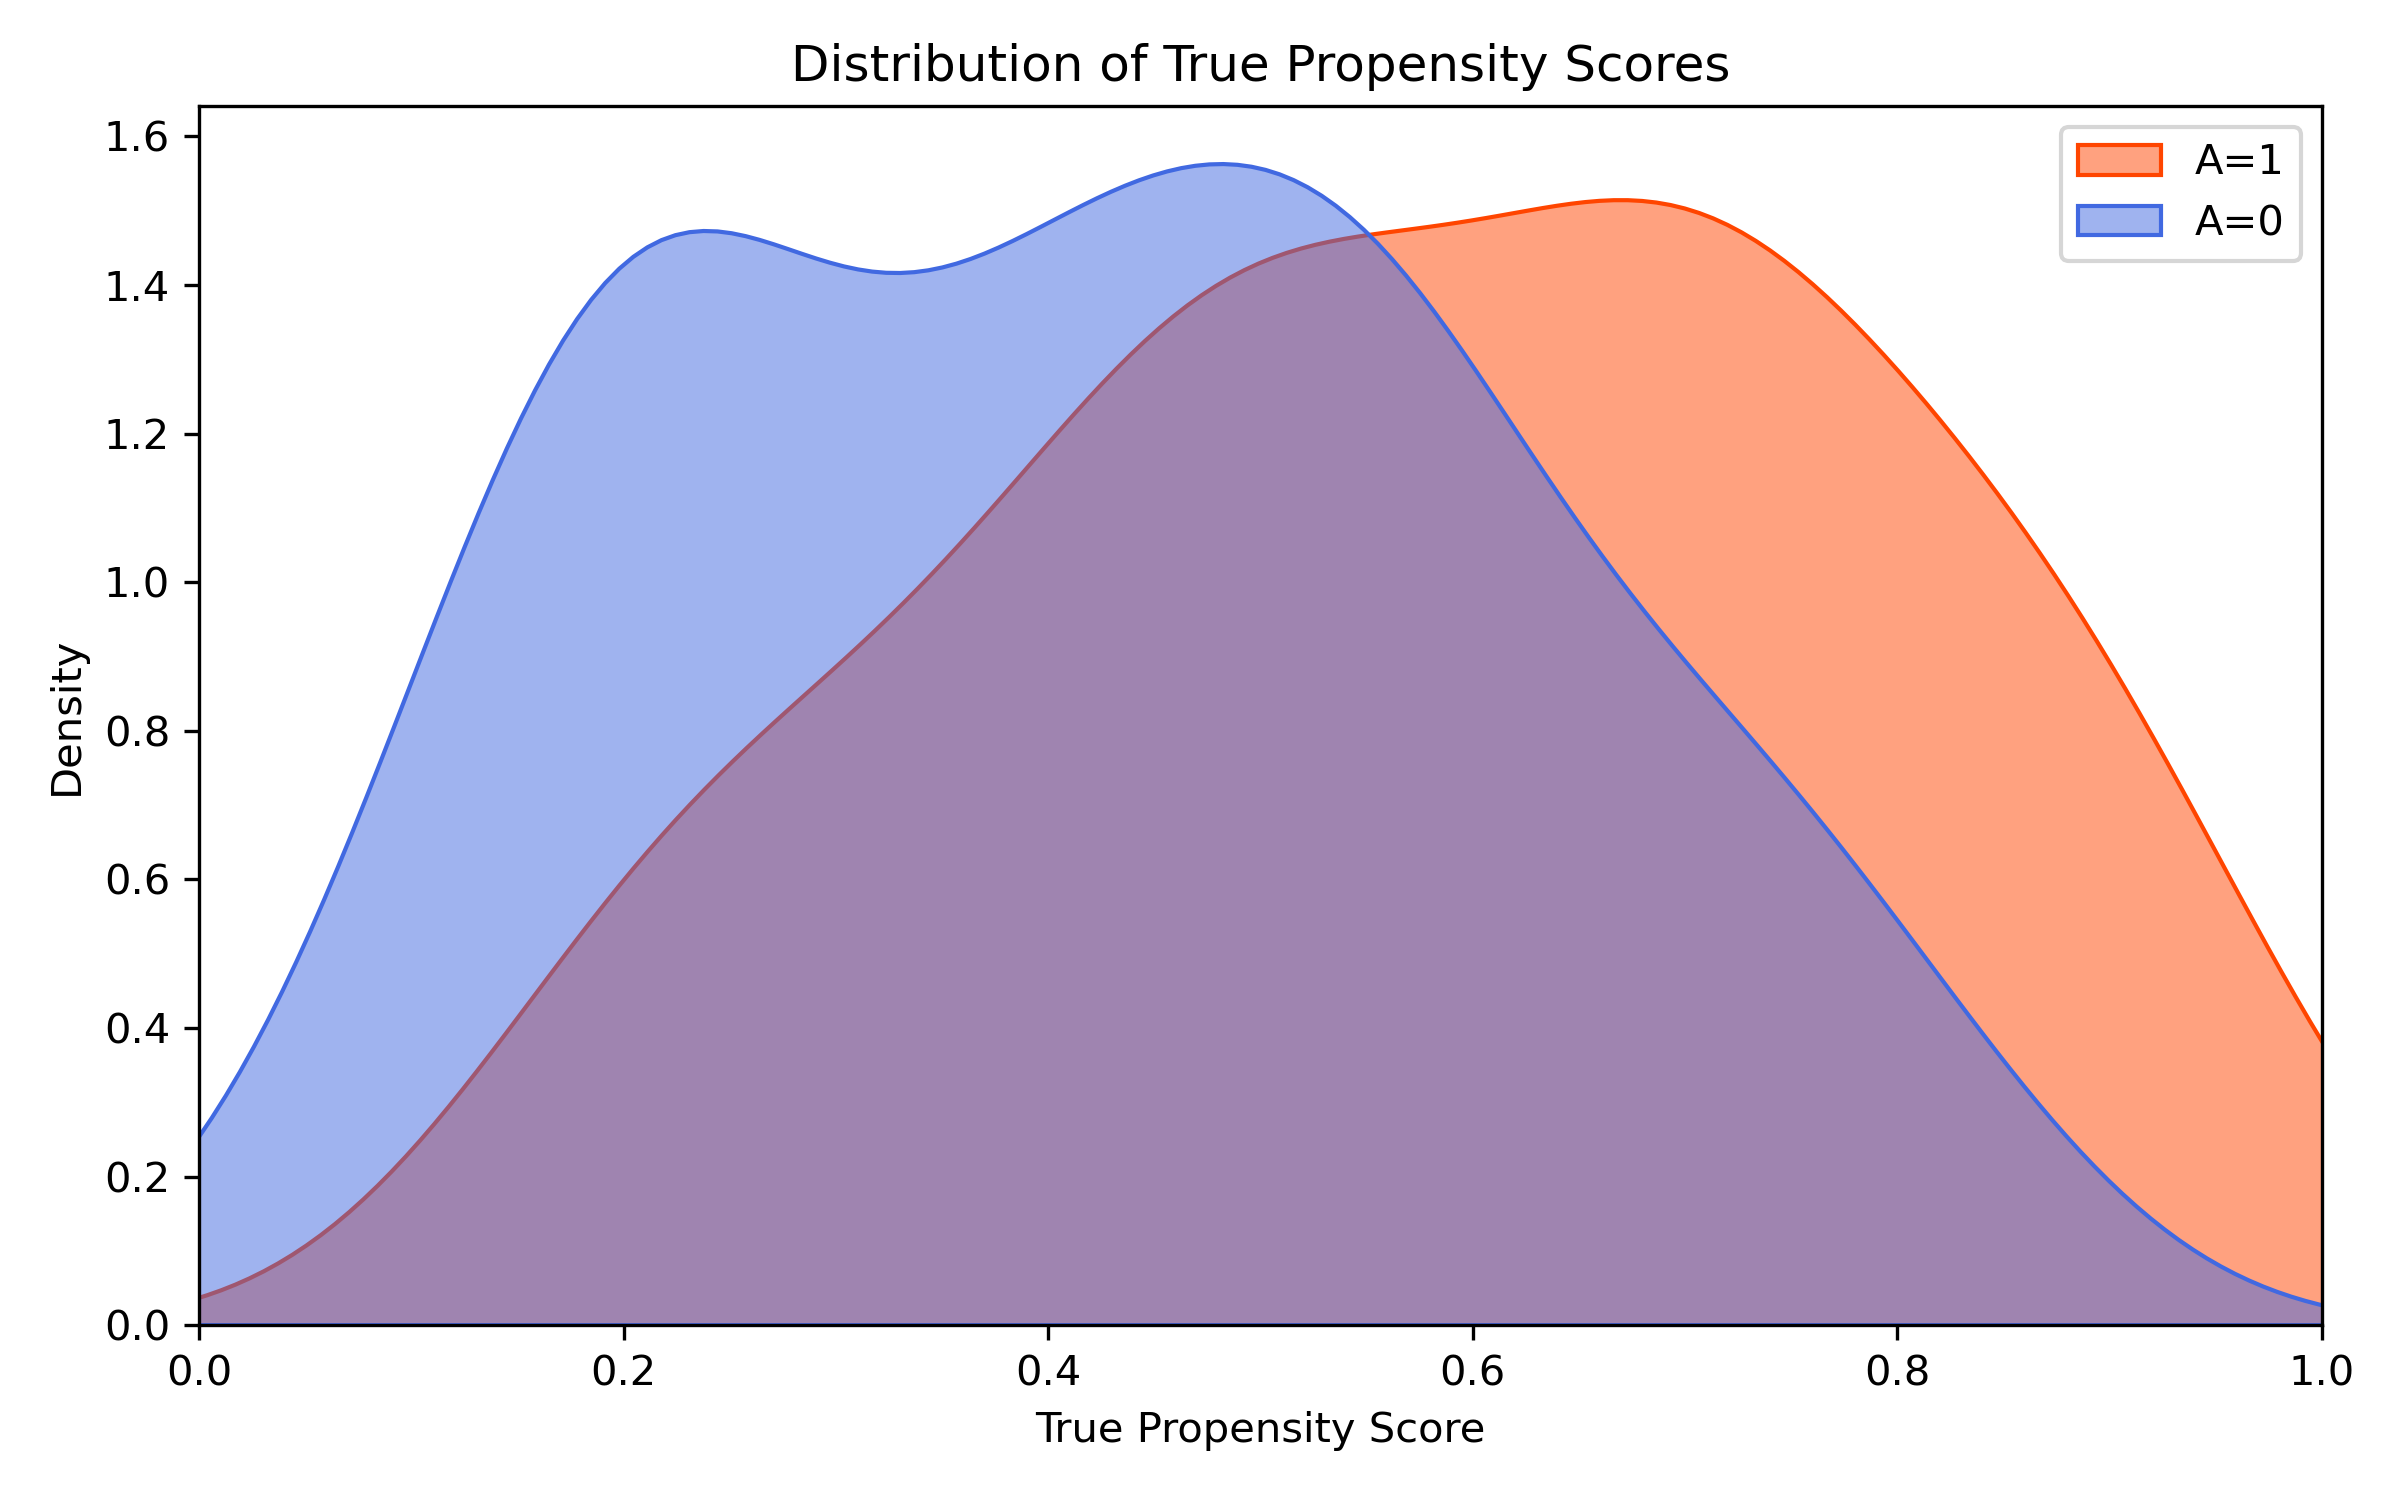 Distribution of True Propensity Scores
A=1
A=0
1.6
1.4
1.2
1.0
0.8
0.6
0.4
0.2
0.0
Density
0.0 0.2 0.4 0.6 0.8 1.0
True Propensity Score